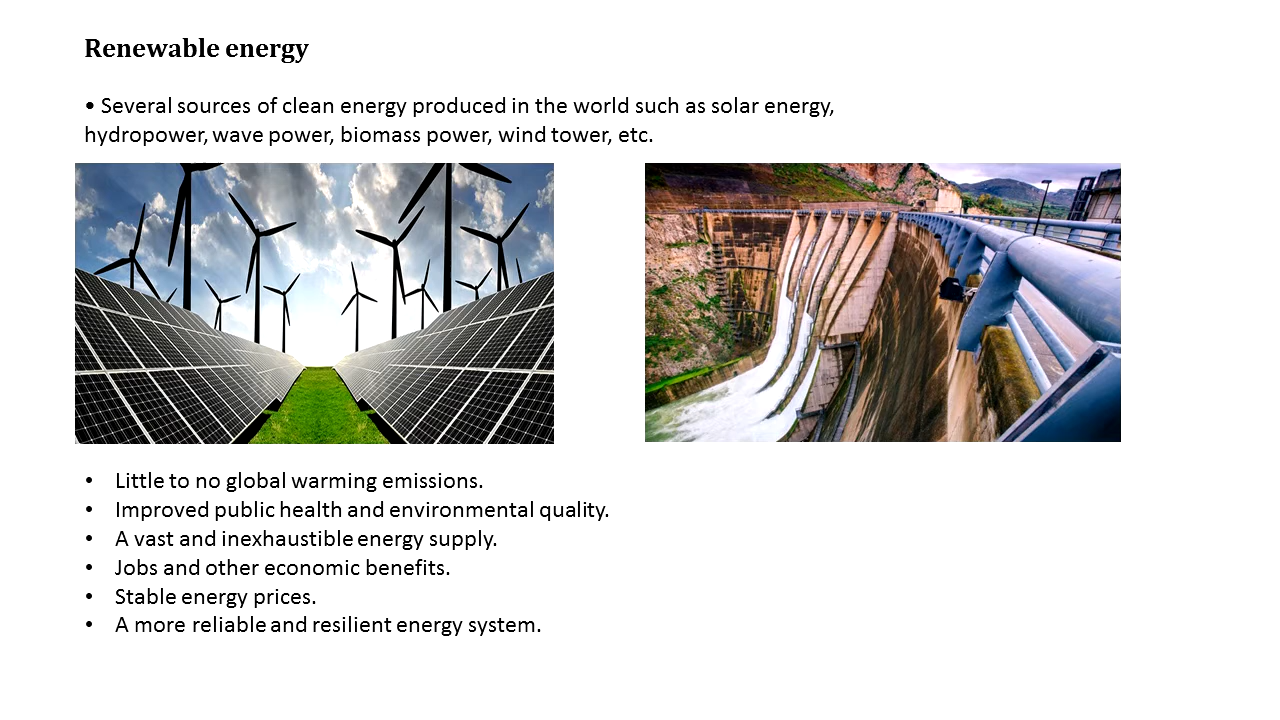 Renewable energy
• Several sources of clean energy produced in the world such as solar energy,
hydropower, wave power, biomass power, wind tower, etc.
• Little to no global warming emissions.
• Improved public health and environmental quality.
• A vast and inexhaustible energy supply.
• Jobs and other economic benefits.
• Stable energy prices.
• A more reliable and resilient energy system.